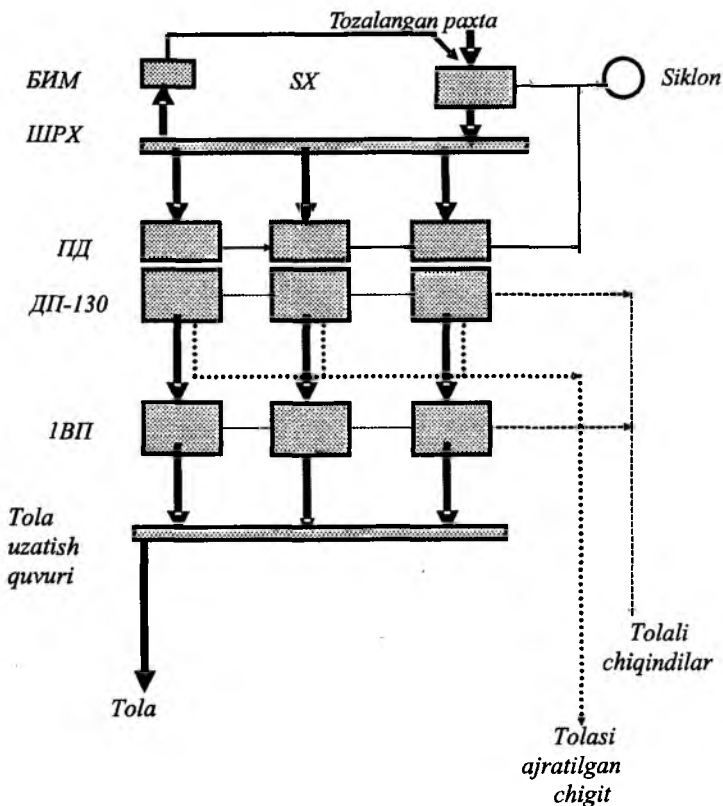 Tozalangan paxta
БИМ
SX
Siklon
ШРХ
ПД
ДП-130
1ВП
Tola
uzatish
quvuri
Tolali
chiqindilar
Tola
Tolasi
ajratilgan
chigit